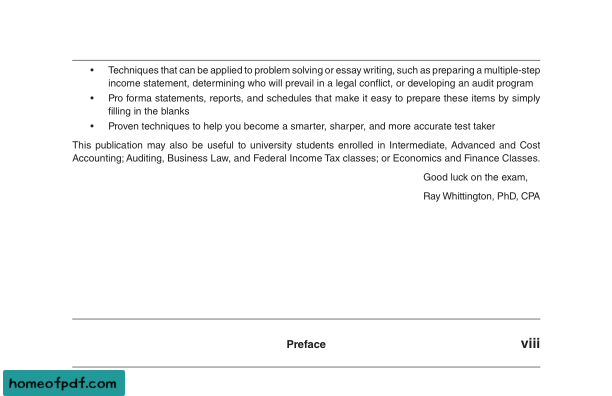 • Techniques that can be applied to problem solving or essay writing, such as preparing a multiple-step
income statement, determining who will prevail in a legal conflict, or developing an audit program
• Pro forma statements, reports, and schedules that make it easy to prepare these items by simply
filling in the blanks
• Proven techniques to help you become a smarter, sharper, and more accurate test taker
This publication may also be useful to university students enrolled in Intermediate, Advanced and Cost
Accounting; Auditing, Business Law, and Federal Income Tax classes; or Economics and Finance Classes.
Good luck on the exam,
Ray Whittington, PhD, CPA
Preface viii
homeofpdf.com